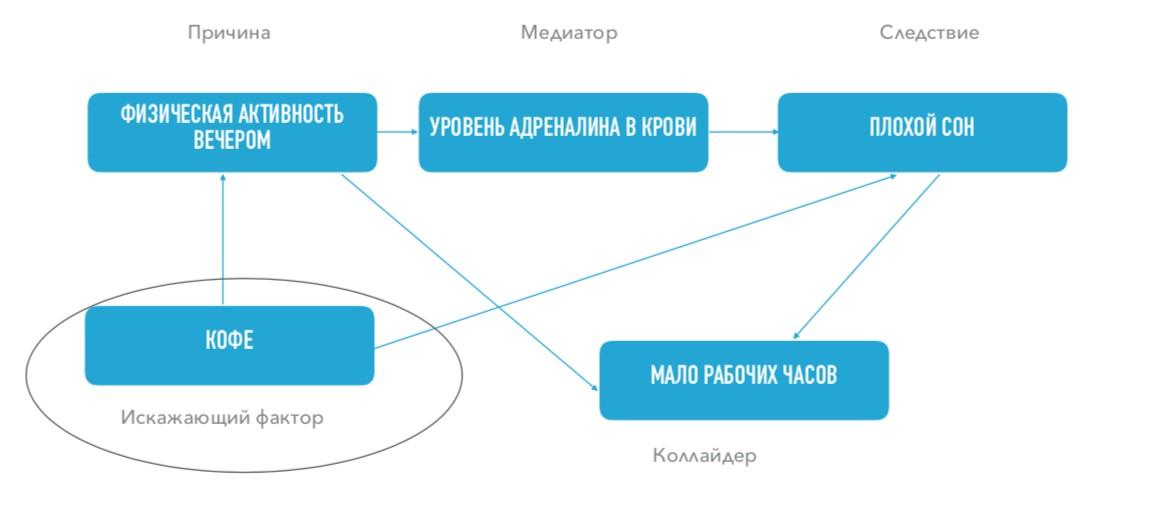 Причина
Медиатор
Следствие
ФИЗИЧЕСКАЯ АКТИВНОСТЬ
ВЕЧЕРОМ
УРОВЕНЬ АДРЕНАЛИНА В КРОВИ
ПЛОХОЙ СОН
КОФЕ
Искажающий фактор
МАЛО РАБОЧИХ ЧАСОВ
Коллайдер